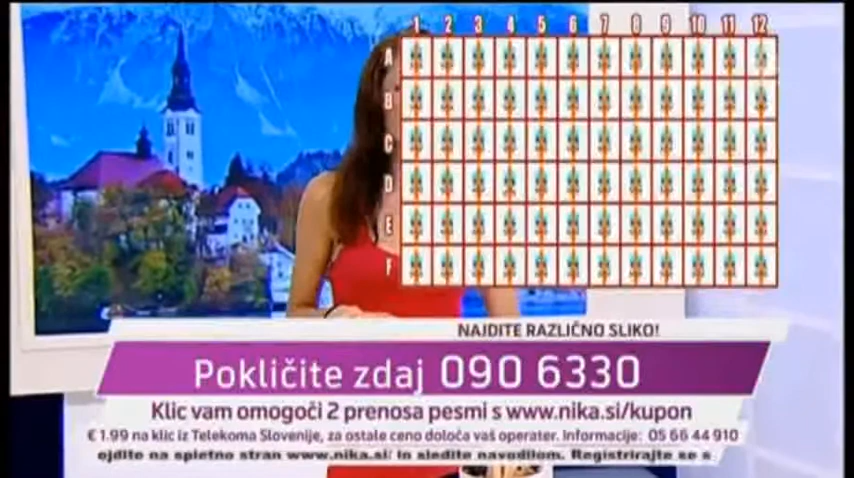 1 2 3 4 5 6 7 8 9 10 11 12
A
B
C
D
E
F
NAJDITE RAZLIČNO SLIKO!
Pokličite zdaj 090 6330
Klic vam omogoči 2 prenosa pesmi s www.nika.si/kupon
€ 1.99 na klic iz Telekoma Slovenije, za ostale ceno določa vaš operater. Informacije: 05 66 44 910
ejdite na spletno stran www.nika.si/ in sledite navodilom. Registrirajte se s